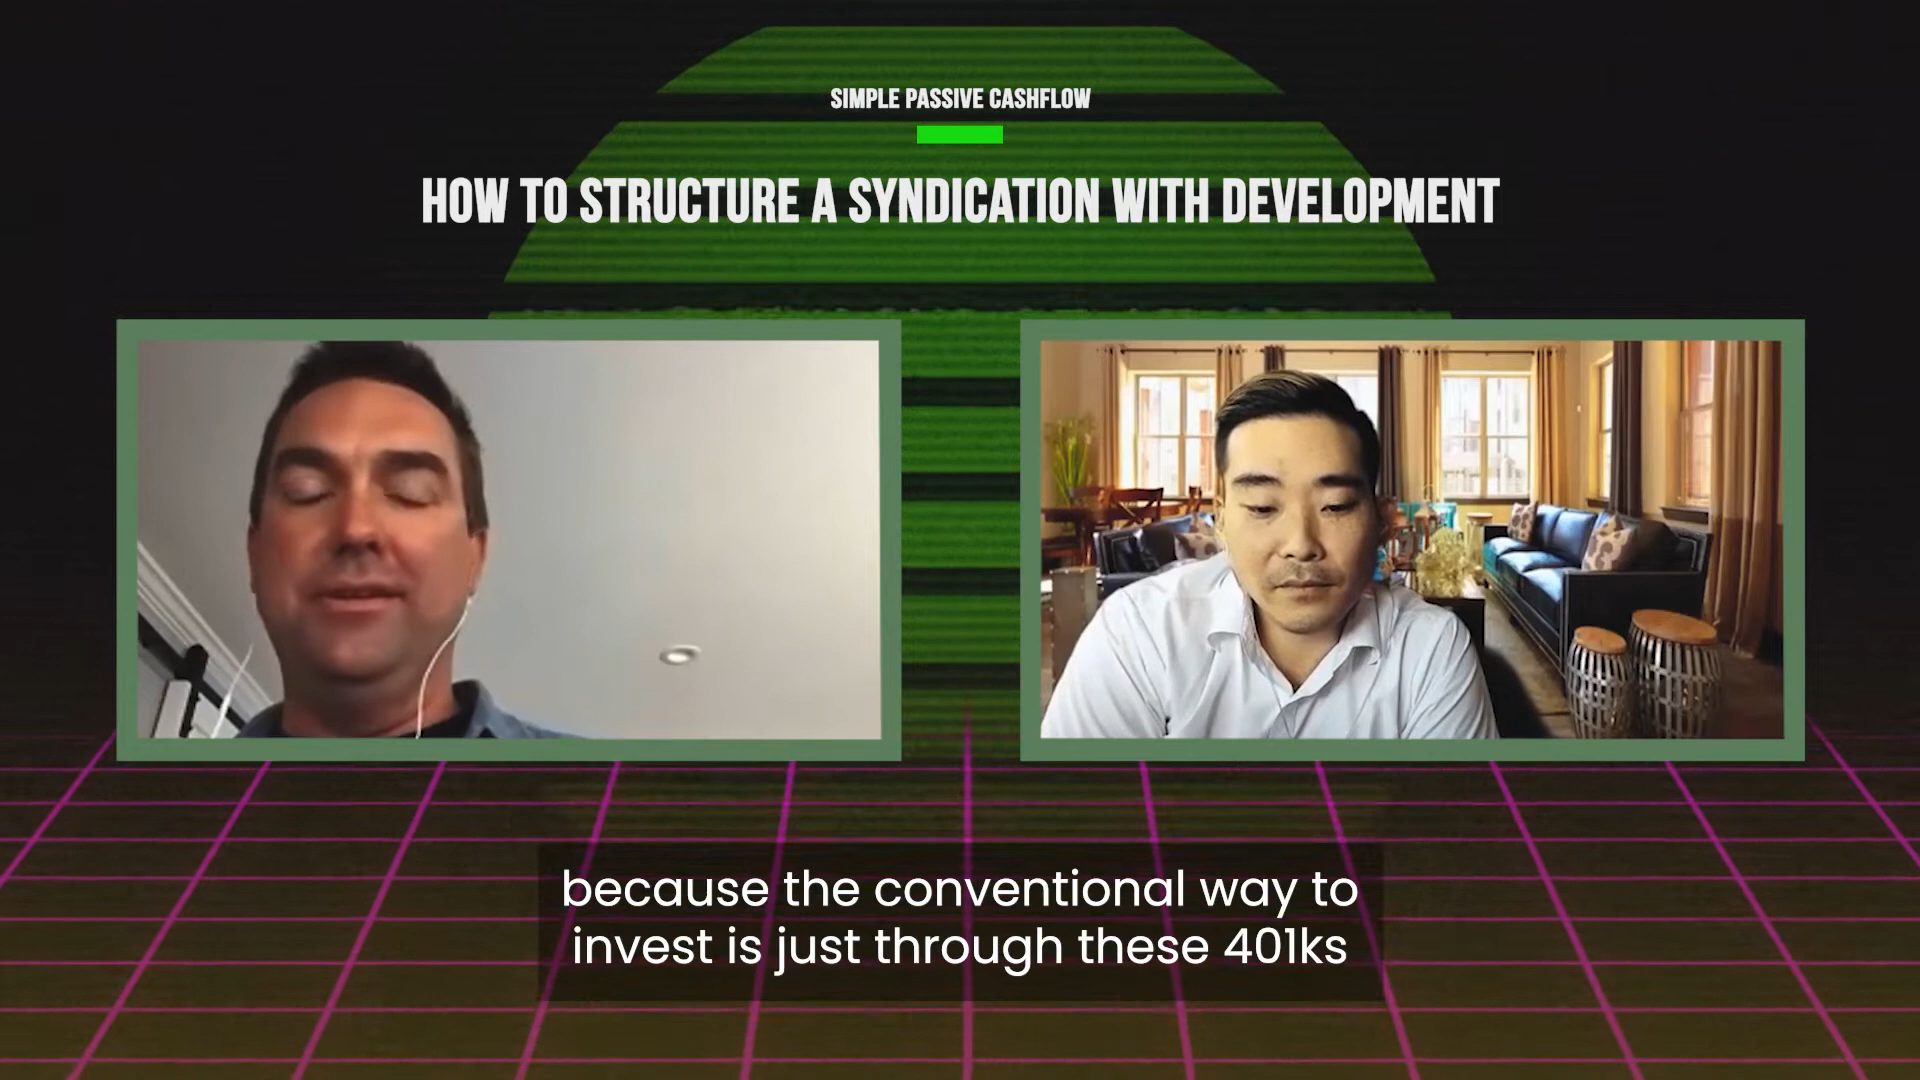 SIMPLE PASSIVE CASHFLOW
HOW TO STRUCTURE A SYNDICATION WITH DEVELOPMENT
because the conventional way to
invest is just through these 401ks